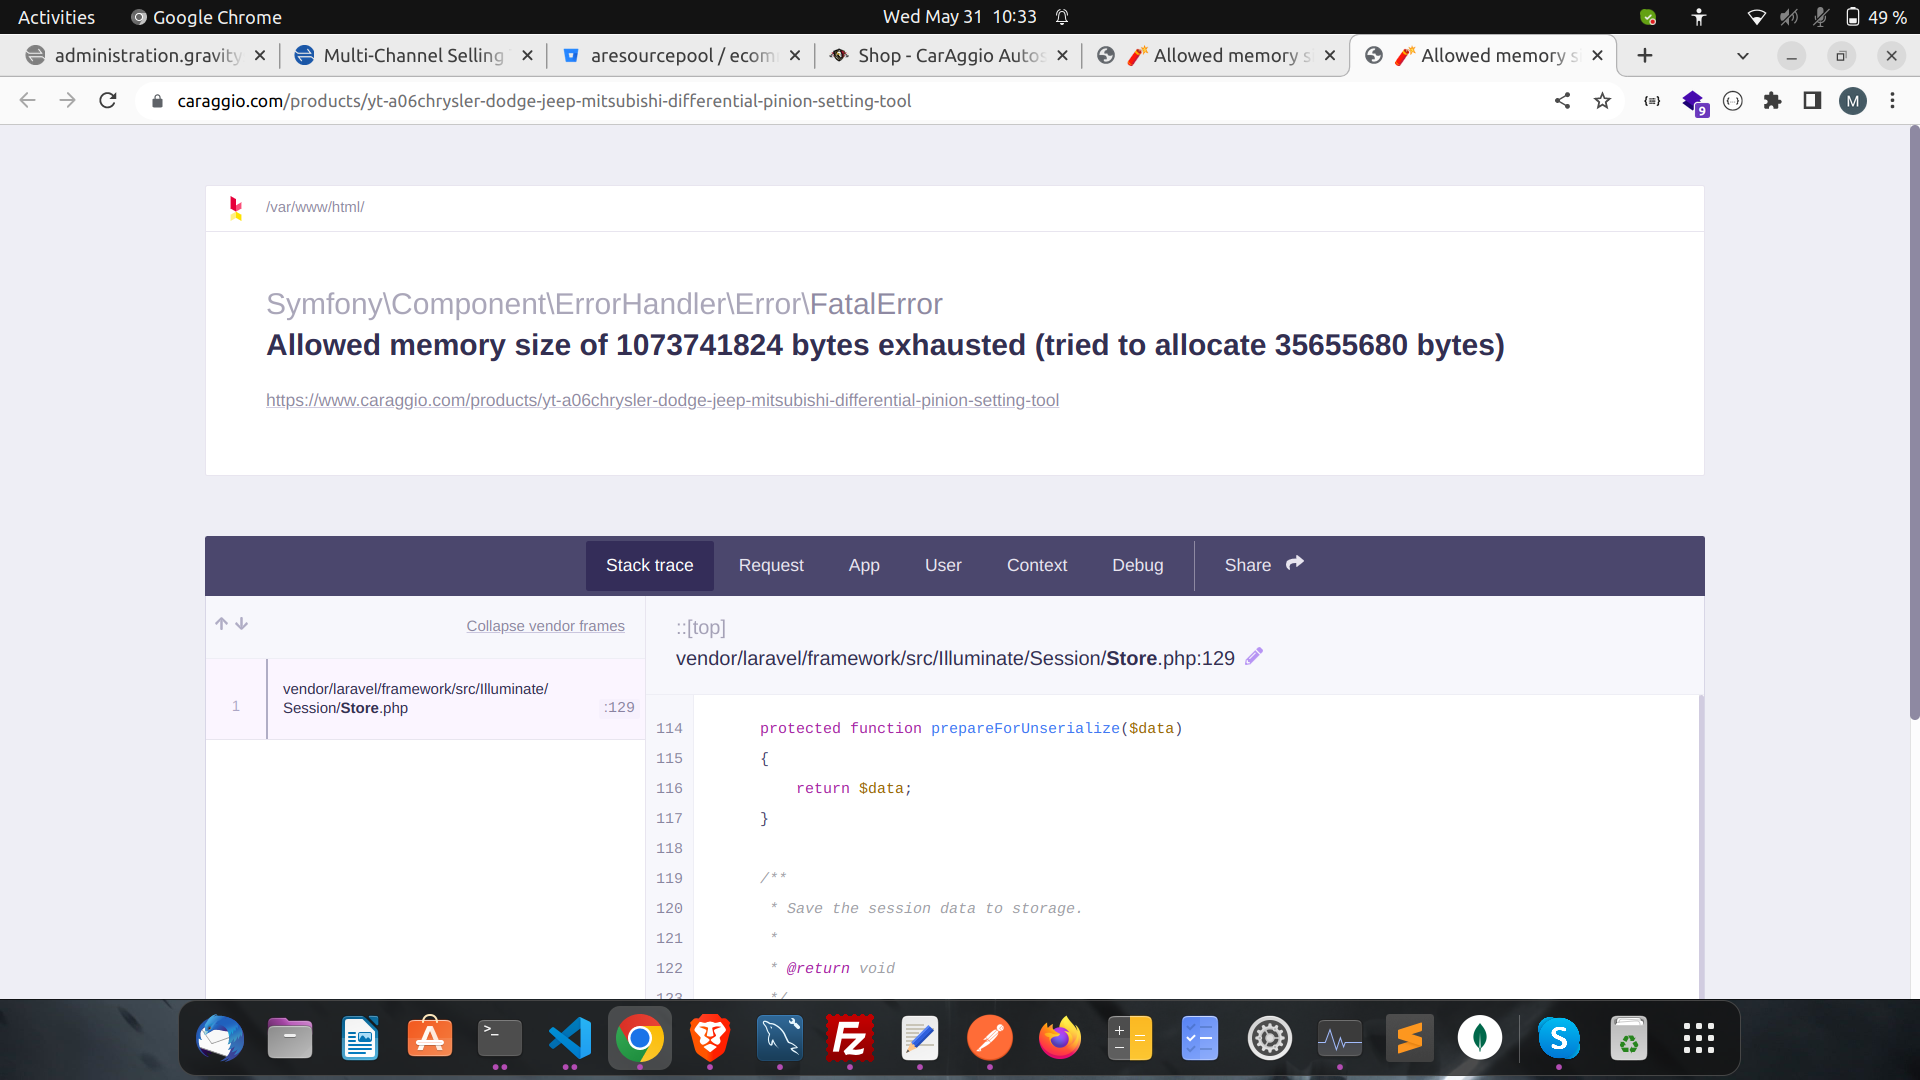 Activities
Google Chrome
Wed May 31 10:33
49 %
administration.gravity
Multi-Channel Selling
aresourcepool / ecom
Shop - CarAggio Autos
Allowed memory s
Allowed memory s
caraggio.com/products/yt-a06chrysler-dodge-jeep-mitsubishi-differential-pinion-setting-tool
9
M
/var/www/html/
Symfony\Component\ErrorHandler\Error\FatalError
Allowed memory size of 1073741824 bytes exhausted (tried to allocate 35655680 bytes)
https://www.caraggio.com/products/yt-a06chrysler-dodge-jeep-mitsubishi-differential-pinion-setting-tool
Stack trace
Request
App
User
Context
Debug
Share
Collapse vendor frames
1
vendor/laravel/framework/src/Illuminate/
Session/Store.php
:129
::[top]
vendor/laravel/framework/src/Illuminate/Session/Store.php:129
114 protected function prepareForUnserialize($data)
115 {
116 return $data;
117 }
118
119 /**
120 * Save the session data to storage.
121 *
122 * @return void
123 */